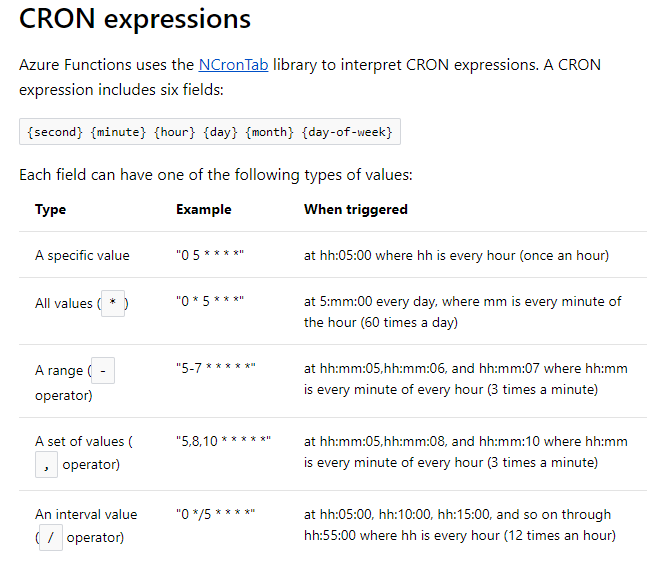 CRON expressions
Azure Functions uses the NCronTab library to interpret CRON expressions. A CRON
expression includes six fields:
{second} {minute} {hour} {day} {month} {day-of-week}
Each field can have one of the following types of values:
Type Example When triggered
A specific value "0 5 * * * *" at hh:05:00 where hh is every hour (once an hour)
All values ( * ) "0 * 5 * * *" at 5:mm:00 every day, where mm is every minute of
the hour (60 times a day)
A range ( - "5-7 * * * * *" at hh:mm:05,hh:mm:06, and hh:mm:07 where hh:mm
operator) is every minute of every hour (3 times a minute)
A set of values ( "5,8,10 * * * * *" at hh:mm:05,hh:mm:08, and hh:mm:10 where hh:mm
, operator) is every minute of every hour (3 times a minute)
An interval value "0 */5 * * * *" at hh:05:00, hh:10:00, hh:15:00, and so on through
( / operator) hh:55:00 where hh is every hour (12 times an hour)